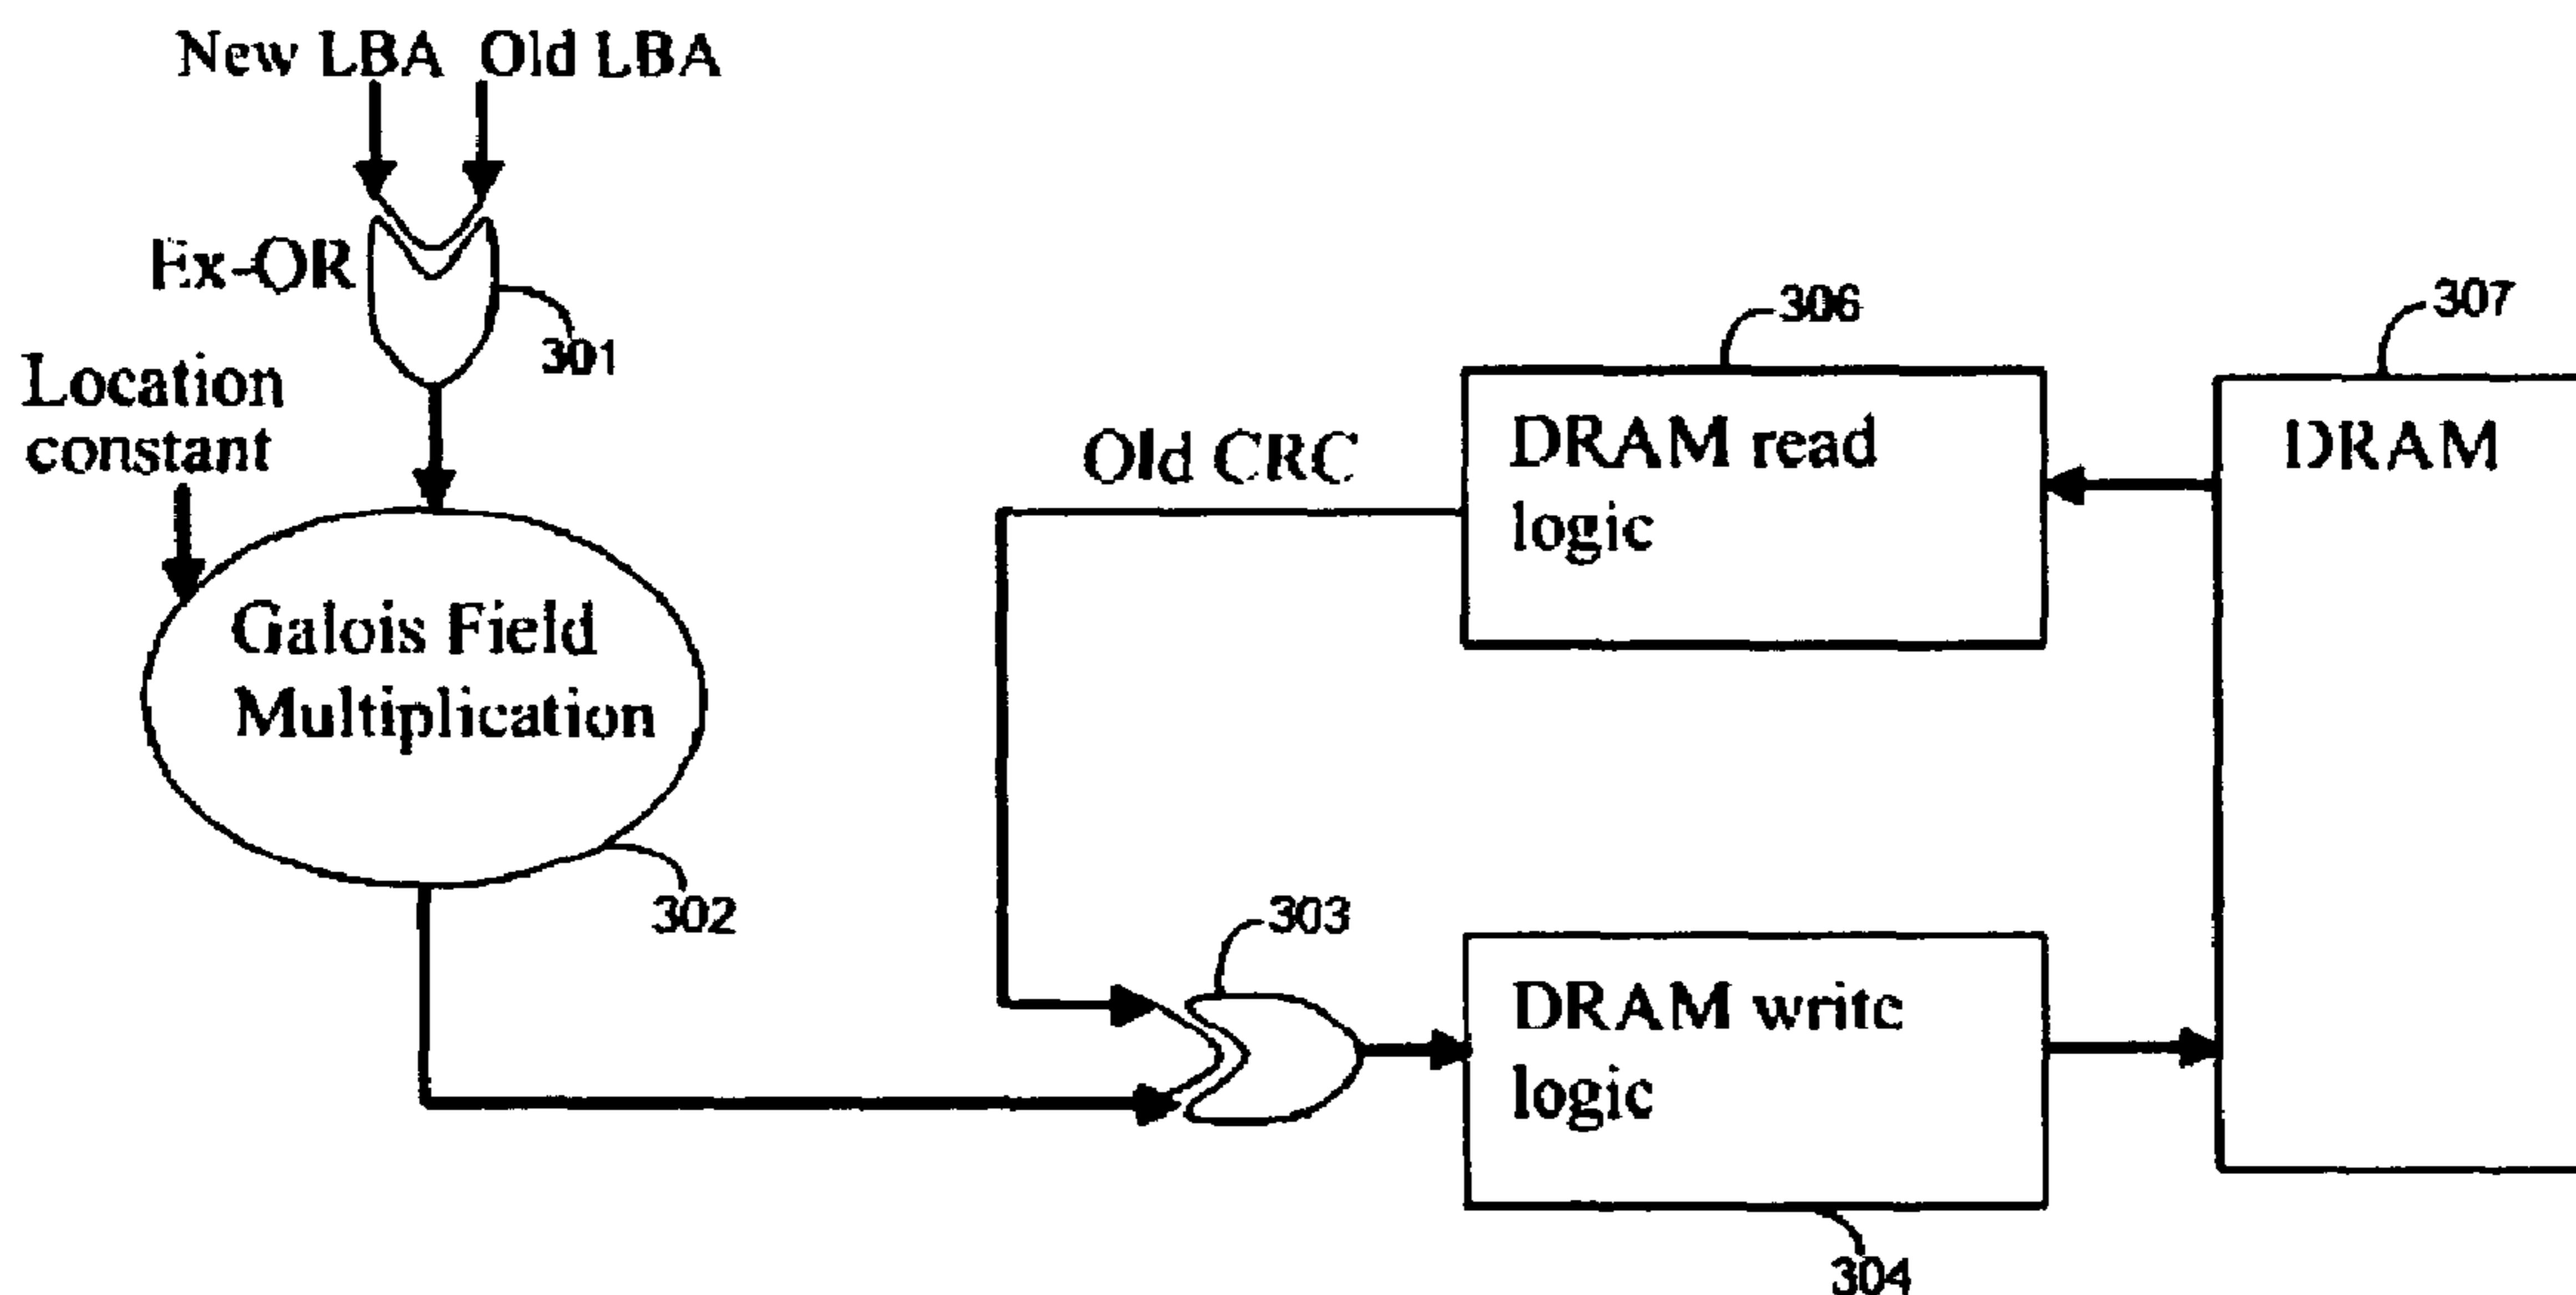 New LBA Old LBA
Ex-OR
301
Location
constant
Galois Field
Multiplication
302
Old CRC
306
DRAM read
logic
307
DRAM
303
DRAM write
logic
304